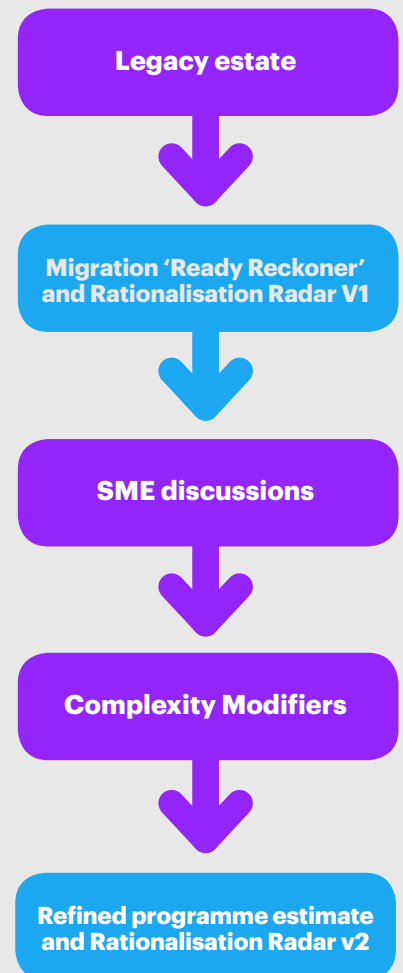 Legacy estate
Migration ‘Ready Reckoner’
and Rationalisation Radar V1
SME discussions
Complexity Modifiers
Refined programme estimate
and Rationalisation Radar v2